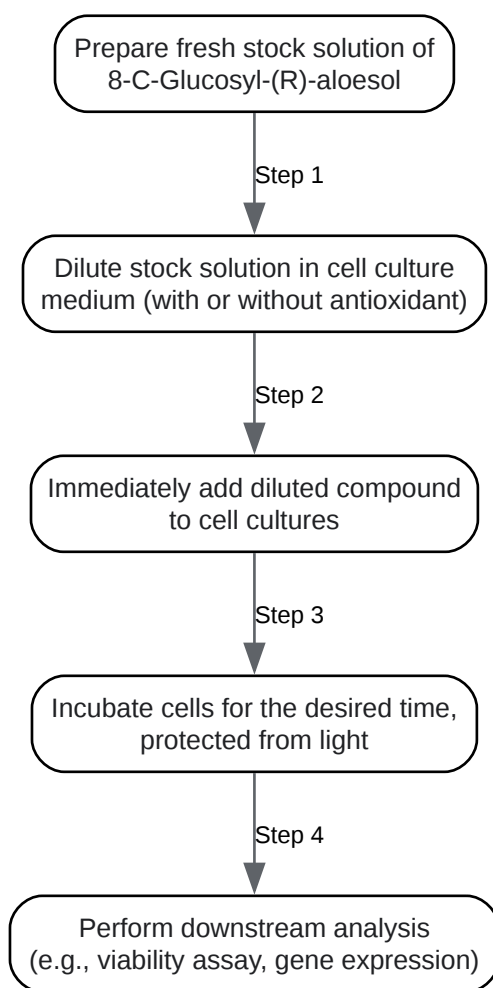 Prepare fresh stock solution of
8-C-Glucosyl-(R)-aloesol
Step 1
Dilute stock solution in cell culture
medium (with or without antioxidant)
Step 2
Immediately add diluted compound
to cell cultures
Step 3
Incubate cells for the desired time,
protected from light
Step 4
Perform downstream analysis
(e.g., viability assay, gene expression)